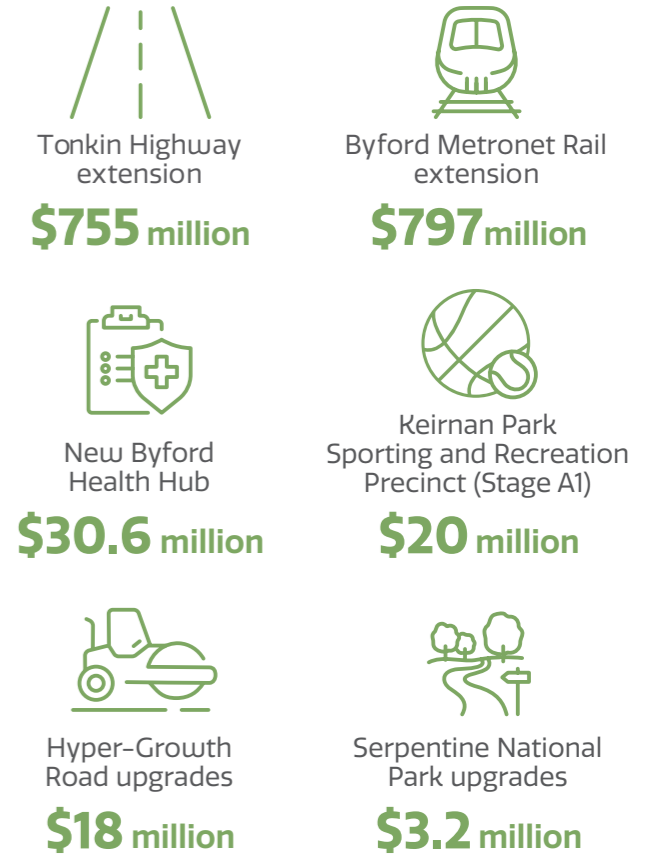 Tonkin Highway
extension
$755 million
Byford Metronet Rail
extension
$797 million
New Byford
Health Hub
$30.6 million
Keirnan Park
Sporting and Recreation
Precinct (Stage A1)
$20 million
Hyper-Growth
Road upgrades
$18 million
Serpentine National
Park upgrades
$3.2 million